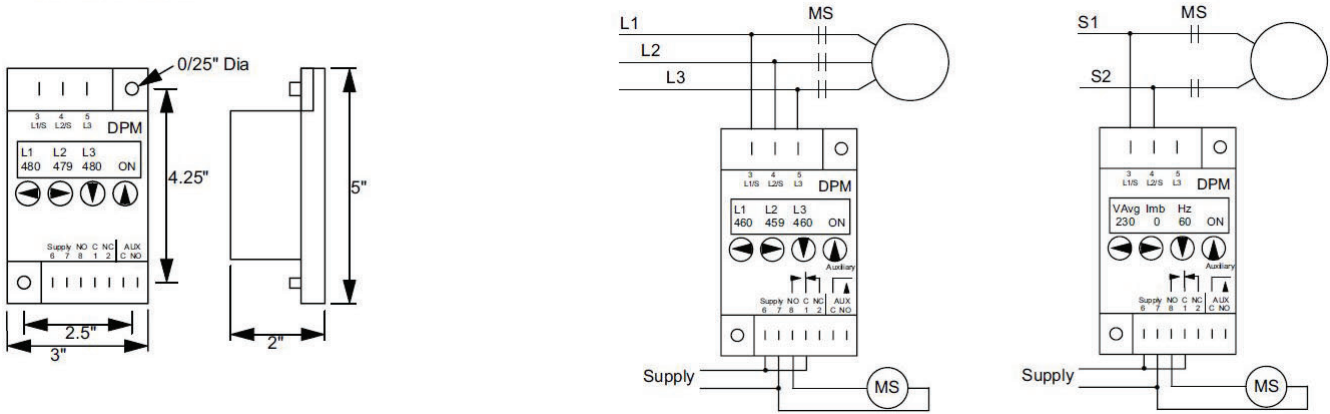 0/25" Dia
3 4 5
L1/S L2/S L3
DPM
L1 L2 L3
480 479 480 ON
Supply NO C NC AUX
6 7 8 1 2 C NO
4.25"
5"
2.5"
3"
2"
L1
L2
L3
MS
3 4 5
L1/S L2/S L3
DPM
L1 L2 L3
460 459 460 ON
Auxiliary
Supply NO C NC AUX
6 7 8 1 2 C NO
Supply
MS
S1
S2
MS
3 4 5
L1/S L2/S L3
DPM
VAvg Imb Hz
230 0 60 ON
Auxiliary
Supply NO C NC AUX
6 7 8 1 2 C NO
Supply
MS